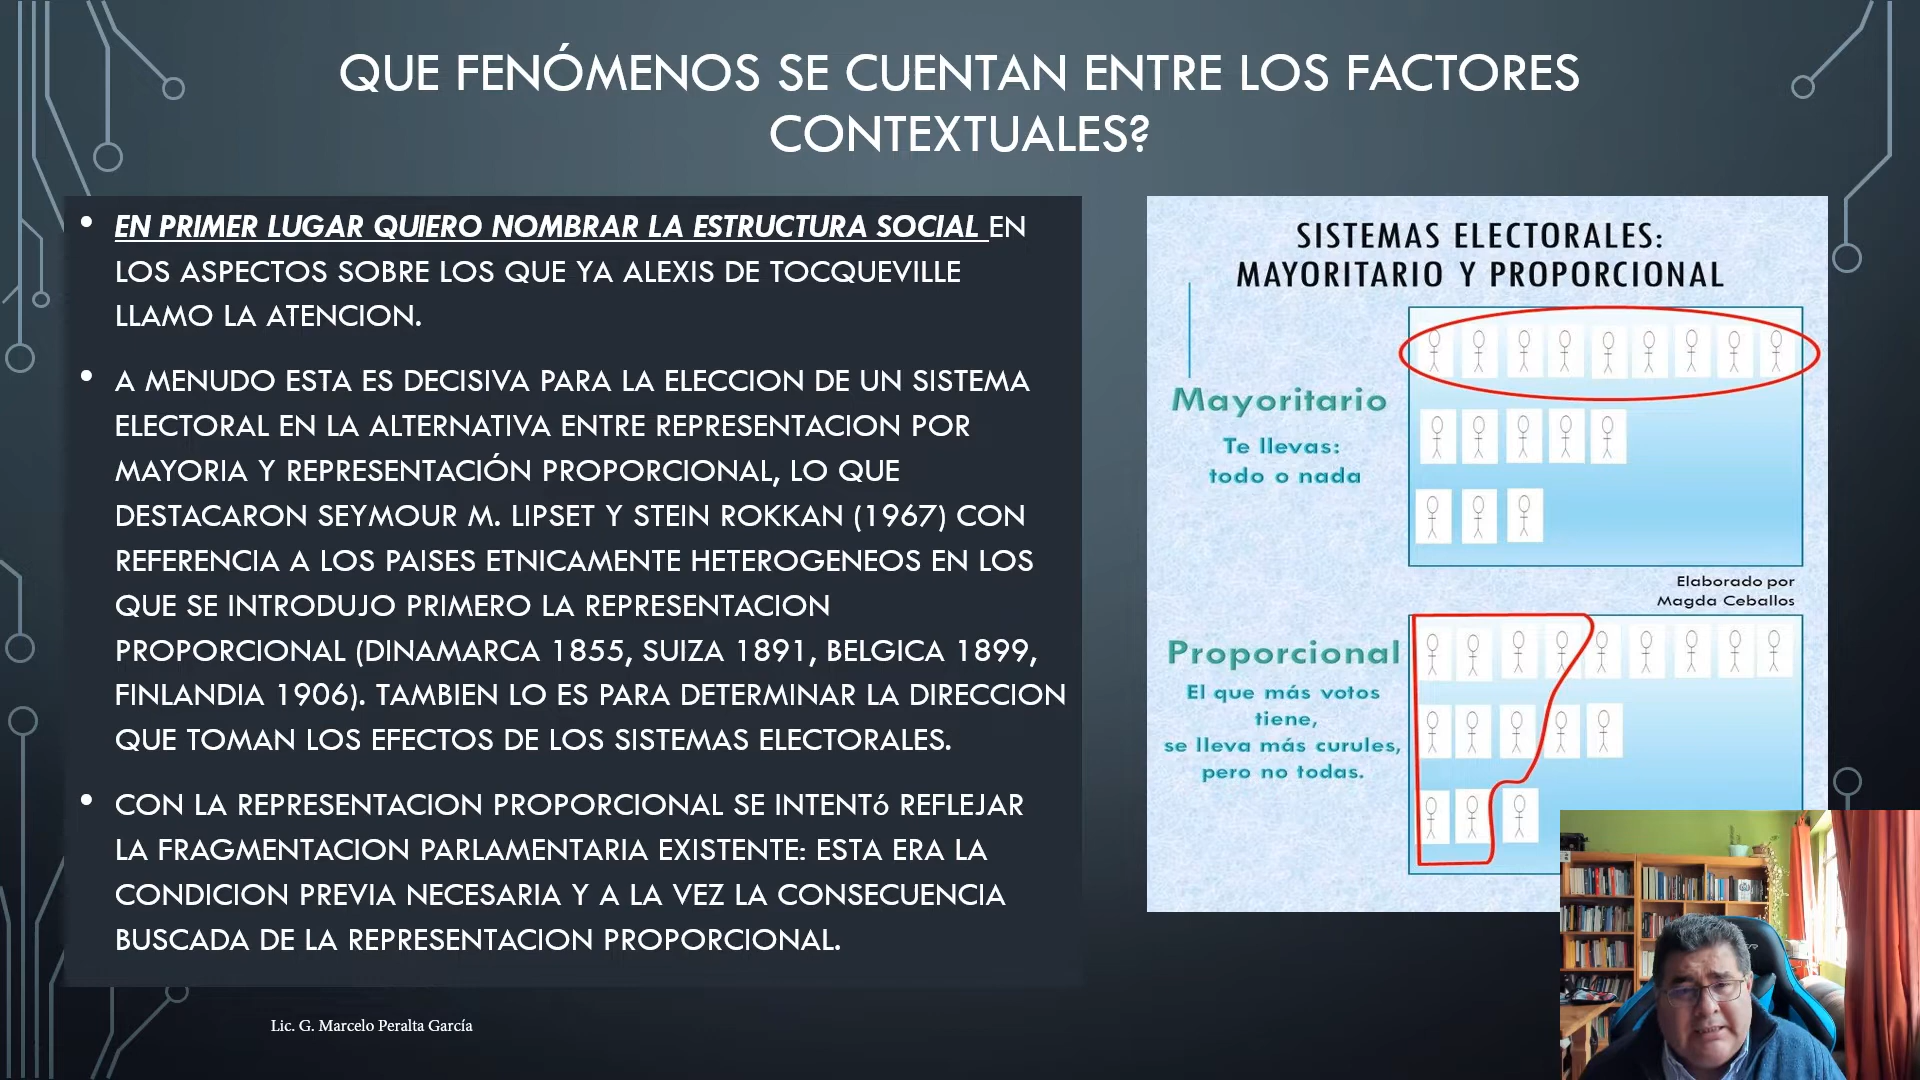 QUE FENÓMENOS SE CUENTAN ENTRE LOS FACTORES
CONTEXTUALES?
• EN PRIMER LUGAR QUIERO NOMBRAR LA ESTRUCTURA SOCIAL EN
LOS ASPECTOS SOBRE LOS QUE YA ALEXIS DE TOCQUEVILLE
LLAMO LA ATENCION.
• A MENUDO ESTA ES DECISIVA PARA LA ELECCION DE UN SISTEMA
ELECTORAL EN LA ALTERNATIVA ENTRE REPRESENTACION POR
MAYORIA Y REPRESENTACIÓN PROPORCIONAL, LO QUE
DESTACARON SEYMOUR M. LIPSET Y STEIN ROKKAN (1967) CON
REFERENCIA A LOS PAISES ETNICAMENTE HETEROGENEOS EN LOS
QUE SE INTRODUJO PRIMERO LA REPRESENTACION
PROPORCIONAL (DINAMARCA 1855, SUIZA 1891, BELGICA 1899,
FINLANDIA 1906). TAMBIEN LO ES PARA DETERMINAR LA DIRECCION
QUE TOMAN LOS EFECTOS DE LOS SISTEMAS ELECTORALES.
• CON LA REPRESENTACION PROPORCIONAL SE INTENTó REFLEJAR
LA FRAGMENTACION PARLAMENTARIA EXISTENTE: ESTA ERA LA
CONDICION PREVIA NECESARIA Y A LA VEZ LA CONSECUENCIA
BUSCADA DE LA REPRESENTACION PROPORCIONAL.
SISTEMAS ELECTORALES:
MAYORITARIO Y PROPORCIONAL
Mayoritario
Te llevas:
todo o nada
Elaborado por
Magda Ceballos
Proporcional
El que más votos
tiene,
se lleva más curules,
pero no todas.
Lic. G. Marcelo Peralta García